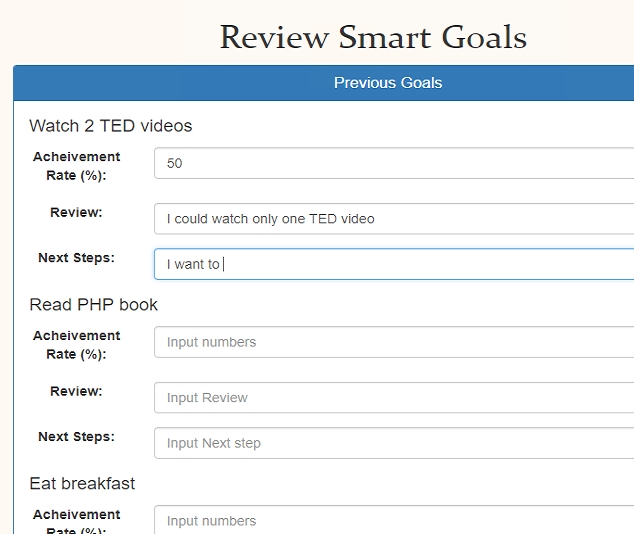 Review Smart Goals
Previous Goals
Watch 2 TED videos
Acheivement
Rate (%):
50
Review:
I could watch only one TED video
Next Steps:
I want to
Read PHP book
Acheivement
Rate (%):
Input numbers
Review:
Input Review
Next Steps:
Input Next step
Eat breakfast
Acheivement
Rate (%):
Input numbers